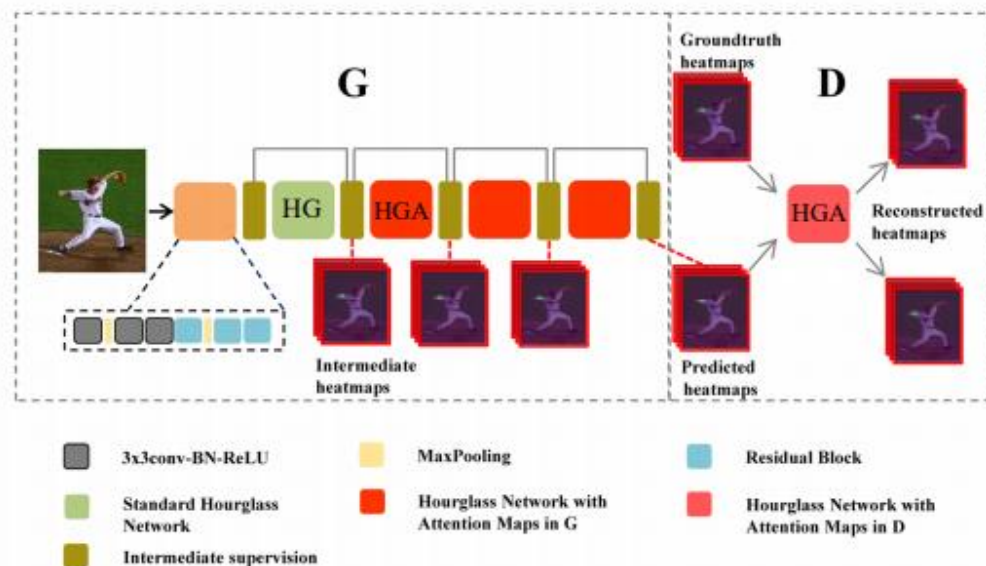 G
Groundtruth
heatmaps
D
HG
HGA
HGA
Reconstructed
heatmaps
Intermediate
heatmaps
Predicted
heatmaps
3x3conv-BN-ReLU
MaxPooling
Residual Block
Standard Hourglass
Network
Hourglass Network with
Attention Maps in G
Hourglass Network with
Attention Maps in D
Intermediate supervision